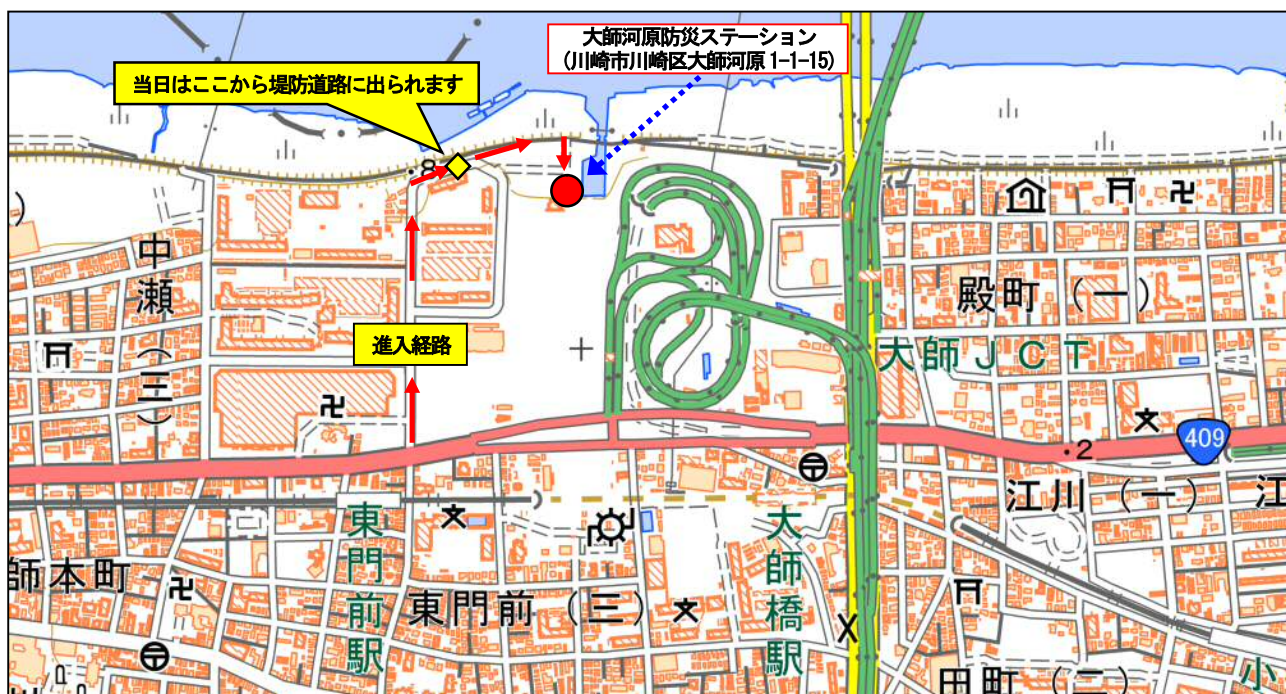 大師河原防災ステーション
(川崎市川崎区大師河原 1-1-15)
当日はここから堤防道路に出られます
・8
中瀬(三)
進入経路
殿町(一)
大師JCT
409
・2
江川(一)
江
東門前駅
大師橋駅
師本町
東門前(三)
田町(二)
小